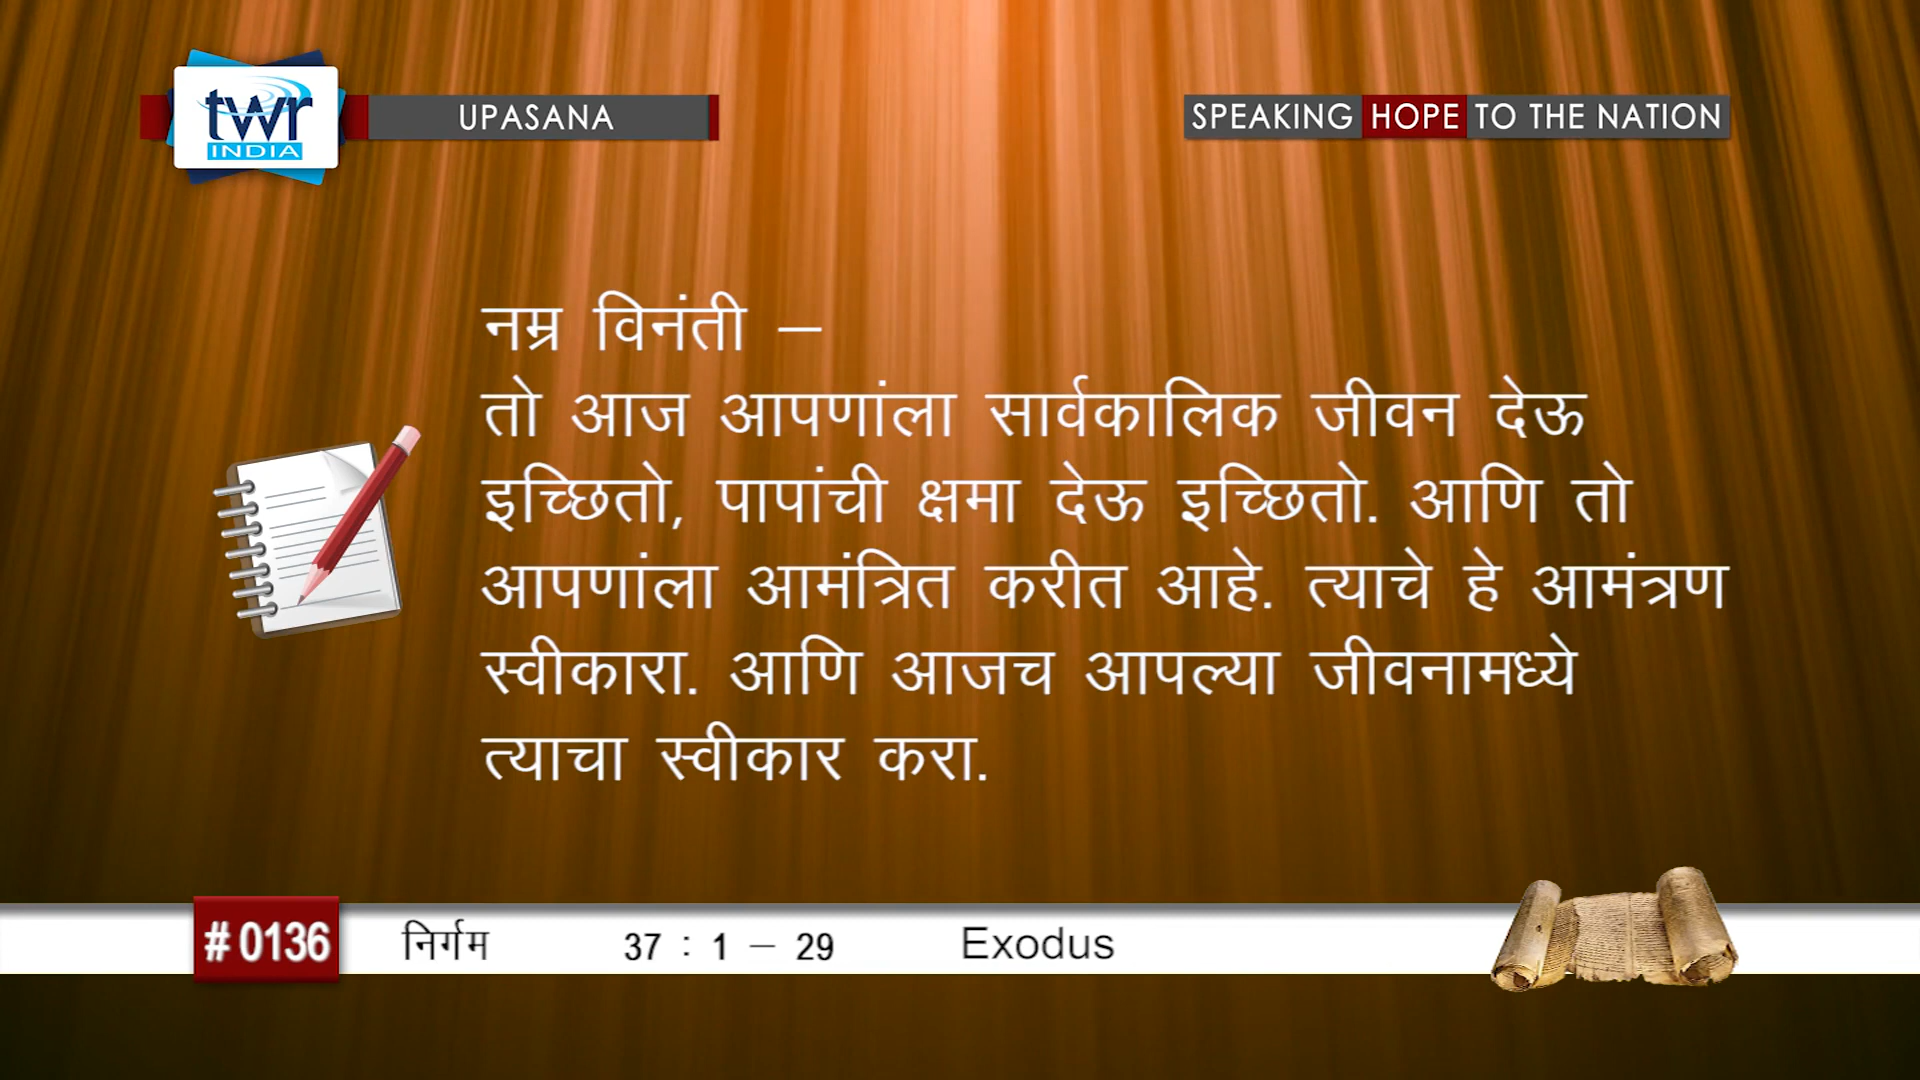 twr
INDIA
UPASANA
SPEAKING HOPE TO THE NATION
नम्र विनंती –
तो आज आपणांला सार्वकालिक जीवन देऊ
इच्छितो, पापांची क्षमा देऊ इच्छितो. आणि तो
आपणांला आमंत्रित करीत आहे. त्याचे हे आमंत्रण
स्वीकारा. आणि आजच आपल्या जीवनामध्ये
त्याचा स्वीकार करा.
# 0136 निर्गम 37 : 1 – 29 Exodus